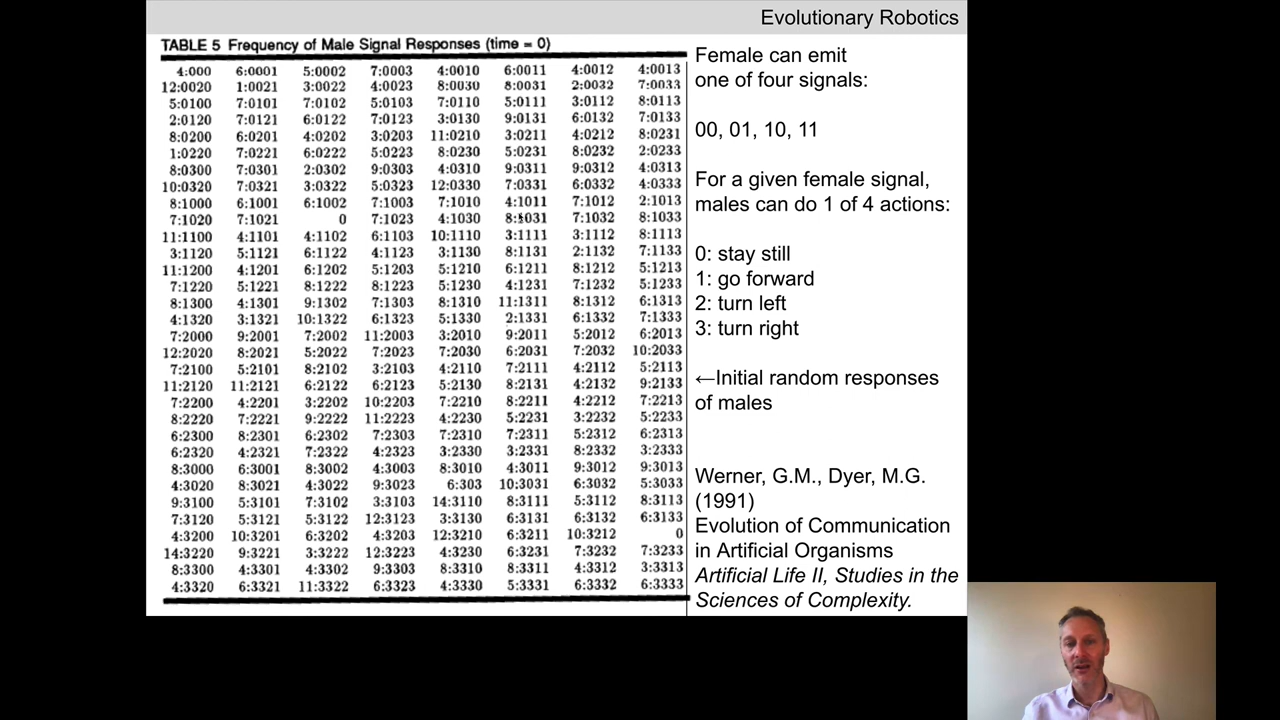 Evolutionary Robotics
TABLE 5 Frequency of Male Signal Responses (time = 0)
4:000 6:0001 5:0002 7:0003 4:0010 6:0011 4:0012 4:0013
12:0020 1:0021 3:0022 4:0023 8:0030 8:0031 2:0032 7:0033
5:0100 7:0101 7:0102 5:0103 7:0110 5:0111 3:0112 8:0113
2:0120 7:0121 6:0122 7:0123 3:0130 9:0131 6:0132 7:0133
8:0200 6:0201 4:0202 3:0203 11:0210 3:0211 4:0212 8:0231
1:0220 7:0221 6:0222 5:0223 8:0230 5:0231 8:0232 2:0233
8:0300 7:0301 2:0302 9:0303 4:0310 9:0311 9:0312 4:0313
10:0320 7:0321 3:0322 5:0323 12:0330 7:0331 6:0332 4:0333
8:1000 6:1001 6:1002 7:1003 7:1010 4:1011 7:1012 2:1013
7:1020 7:1021 0 7:1023 4:1030 8:1031 7:1032 8:1033
11:1100 4:1101 4:1102 6:1103 10:1110 3:1111 3:1112 8:1113
3:1120 5:1121 6:1122 4:1123 3:1130 8:1131 2:1132 7:1133
11:1200 4:1201 6:1202 5:1203 5:1210 6:1211 8:1212 5:1213
7:1220 5:1221 8:1222 8:1223 5:1230 4:1231 7:1232 5:1233
8:1300 4:1301 9:1302 7:1303 8:1310 11:1311 8:1312 6:1313
4:1320 3:1321 10:1322 6:1323 5:1330 2:1331 6:1332 7:1333
7:2000 9:2001 7:2002 11:2003 3:2010 9:2011 5:2012 6:2013
12:2020 8:2021 5:2022 7:2023 7:2030 6:2031 7:2032 10:2033
7:2100 5:2101 8:2102 3:2103 4:2110 7:2111 4:2112 5:2113
11:2120 11:2121 6:2122 6:2123 5:2130 8:2131 4:2132 9:2133
7:2200 4:2201 3:2202 10:2203 7:2210 8:2211 4:2212 7:2213
8:2220 7:2221 9:2222 11:2223 4:2230 5:2231 3:2232 5:2233
6:2300 8:2301 6:2302 7:2303 7:2310 7:2311 5:2312 6:2313
6:2320 4:2321 7:2322 4:2323 3:2330 3:2331 8:2332 3:2333
8:3000 6:3001 8:3002 4:3003 8:3010 4:3011 9:3012 9:3013
4:3020 8:3021 4:3022 9:3023 6:303 10:3031 6:3032 5:3033
9:3100 5:3101 7:3102 3:3103 14:3110 8:3111 5:3112 8:3113
7:3120 5:3121 5:3122 12:3123 3:3130 6:3131 6:3132 6:3133
4:3200 10:3201 6:3202 4:3203 12:3210 6:3211 10:3212 0
14:3220 9:3221 3:3222 12:3223 4:3230 6:3231 7:3232 7:3233
8:3300 4:3301 4:3302 9:3303 8:3310 8:3311 4:3312 3:3313
4:3320 6:3321 11:3322 6:3323 4:3330 5:3331 6:3332 6:3333
Female can emit
one of four signals:
00, 01, 10, 11
For a given female signal,
males can do 1 of 4 actions:
0: stay still
1: go forward
2: turn left
3: turn right
←Initial random responses
of males
Werner, G.M., Dyer, M.G.
(1991)
Evolution of Communication
in Artificial Organisms
Artificial Life II, Studies in the
Sciences of Complexity.